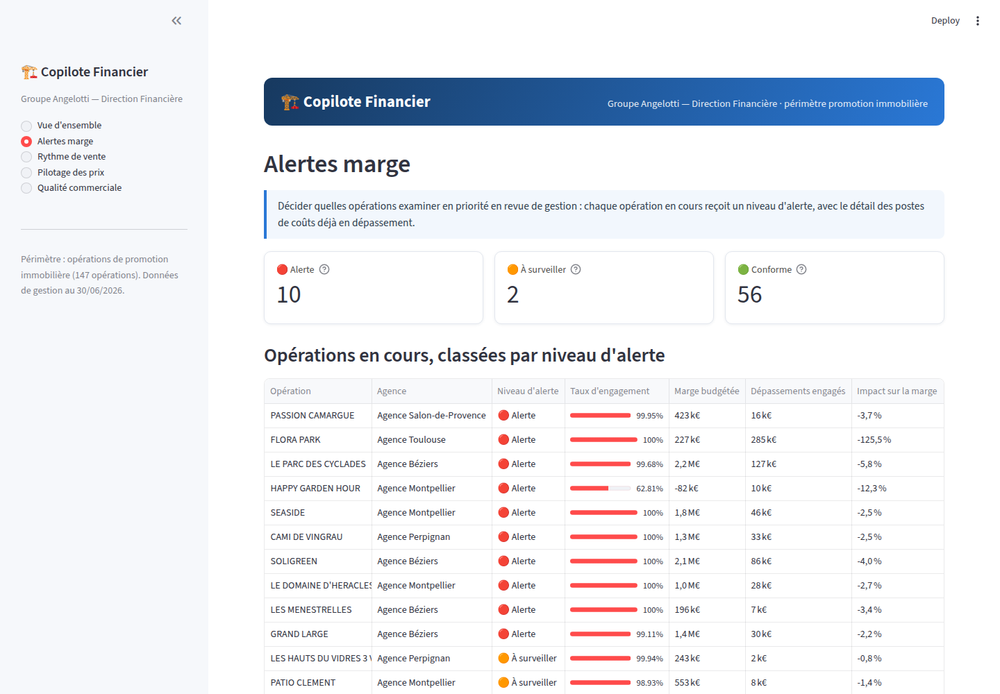 Deploy
🏗️ Copilote Financier
Groupe Angelotti — Direction Financière
Vue d'ensemble
Alertes marge
Rythme de vente
Pilotage des prix
Qualité commerciale
Périmètre : opérations de promotion
immobilière (147 opérations). Données
de gestion au 30/06/2026.
🏗️ Copilote Financier
Groupe Angelotti — Direction Financière · périmètre promotion immobilière
Alertes marge
Décider quelles opérations examiner en priorité en revue de gestion : chaque opération en cours reçoit un niveau d'alerte, avec le détail des postes
de coûts déjà en dépassement.
🔴 Alerte
10
🟠 À surveiller
2
🟢 Conforme
56
Opérations en cours, classées par niveau d'alerte
Opération Agence Niveau d'alerte Taux d'engagement Marge budgétée Dépassements engagés Impact sur la marge
PASSION CAMARGUE Agence Salon-de-Provence 🔴 Alerte 99.95% 423 k€ 16 k€ -3,7 %
FLORA PARK Agence Toulouse 🔴 Alerte 100% 227 k€ 285 k€ -125,5 %
LE PARC DES CYCLADES Agence Béziers 🔴 Alerte 99.68% 2,2 M€ 127 k€ -5,8 %
HAPPY GARDEN HOUR Agence Montpellier 🔴 Alerte 62.81% -82 k€ 10 k€ -12,3 %
SEASIDE Agence Montpellier 🔴 Alerte 100% 1,8 M€ 46 k€ -2,5 %
CAMI DE VINGRAU Agence Perpignan 🔴 Alerte 100% 1,3 M€ 33 k€ -2,5 %
SOLIGREEN Agence Béziers 🔴 Alerte 100% 2,1 M€ 86 k€ -4,0 %
LE DOMAINE D'HERACLES Agence Montpellier 🔴 Alerte 100% 1,0 M€ 28 k€ -2,7 %
LES MENESTRELLES Agence Béziers 🔴 Alerte 100% 196 k€ 7 k€ -3,4 %
GRAND LARGE Agence Béziers 🔴 Alerte 99.11% 1,4 M€ 30 k€ -2,2 %
LES HAUTS DU VIDRES 3 Agence Perpignan 🟠 À surveiller 99.94% 243 k€ 2 k€ -0,8 %
PATIO CLEMENT Agence Montpellier 🟠 À surveiller 98.93% 553 k€ 8 k€ -1,4 %